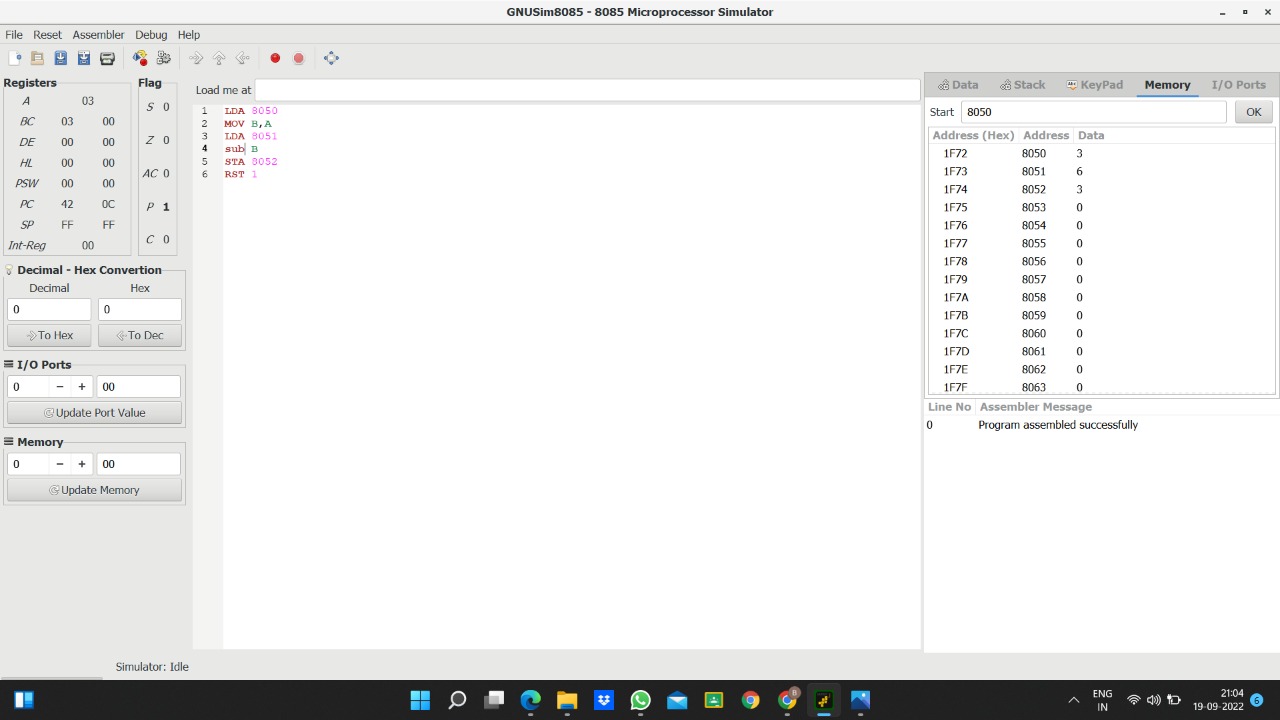 GNUSim8085 - 8085 Microprocessor Simulator
File Reset Assembler Debug Help
Registers
A 03
BC 03 00
DE 00 00
HL 00 00
PSW 00 00
PC 42 0C
SP FF FF
Int-Reg 00
Flag
S 0
Z 0
AC 0
P 1
C 0
Decimal - Hex Convertion
Decimal Hex
0 0
To Hex To Dec
I/O Ports
0 − + 00
Update Port Value
Memory
0 − + 00
Update Memory
Load me at
1 LDA 8050
2 MOV B,A
3 LDA 8051
4 sub B
5 STA 8052
6 RST 1
Data Stack KeyPad Memory I/O Ports
Start 8050 OK
Address (Hex) Address Data
1F72 8050 3
1F73 8051 6
1F74 8052 3
1F75 8053 0
1F76 8054 0
1F77 8055 0
1F78 8056 0
1F79 8057 0
1F7A 8058 0
1F7B 8059 0
1F7C 8060 0
1F7D 8061 0
1F7E 8062 0
1F7F 8063 0
Line No Assembler Message
0 Program assembled successfully
Simulator: Idle
ENG
IN
21:04
19-09-2022
6